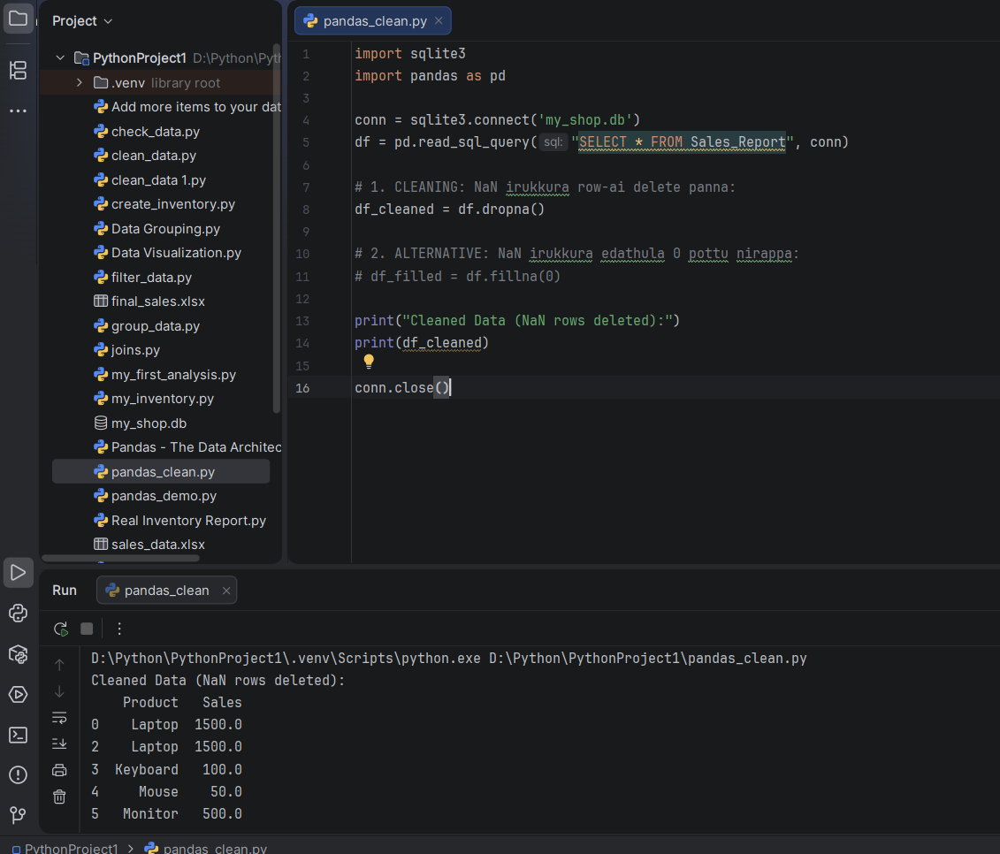 Project
PythonProject1 D:\Python\Pyth
.venv library root
Add more items to your dat
check_data.py
clean_data.py
clean_data 1.py
create_inventory.py
Data Grouping.py
Data Visualization.py
filter_data.py
final_sales.xlsx
group_data.py
joins.py
my_first_analysis.py
my_inventory.py
my_shop.db
Pandas - The Data Architec
pandas_clean.py
pandas_demo.py
Real Inventory Report.py
sales_data.xlsx
pandas_clean.py
1 import sqlite3
2 import pandas as pd
3
4 conn = sqlite3.connect('my_shop.db')
5 df = pd.read_sql_query( sql: "SELECT * FROM Sales_Report", conn)
6
7 # 1. CLEANING: NaN irukkura row-ai delete panna:
8 df_cleaned = df.dropna()
9
10 # 2. ALTERNATIVE: NaN irukkura edathula 0 pottu nirappa:
11 # df_filled = df.fillna(0)
12
13 print("Cleaned Data (NaN rows deleted):")
14 print(df_cleaned)
15
16 conn.close()
Run pandas_clean
D:\Python\PythonProject1\.venv\Scripts\python.exe D:\Python\PythonProject1\pandas_clean.py
Cleaned Data (NaN rows deleted):
Product Sales
0 Laptop 1500.0
2 Laptop 1500.0
3 Keyboard 100.0
4 Mouse 50.0
5 Monitor 500.0
PythonProject1 > pandas_clean.py